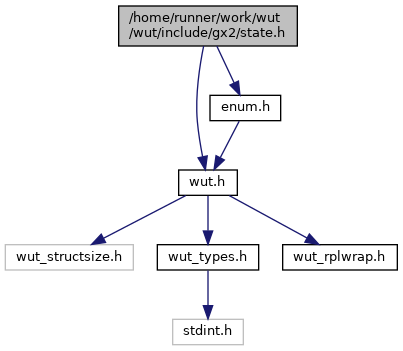 /home/runner/work/wut
/wut/include/gx2/state.h
enum.h
wut.h
wut_structsize.h
wut_types.h
wut_rplwrap.h
stdint.h